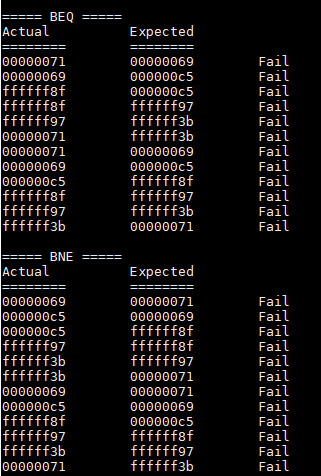 ===== BEQ =====
Actual Expected
======== ========
00000071 00000069 Fail
00000069 000000c5 Fail
ffffff8f 000000c5 Fail
ffffff8f ffffff97 Fail
ffffff97 ffffff3b Fail
00000071 ffffff3b Fail
00000071 00000069 Fail
00000069 000000c5 Fail
000000c5 ffffff8f Fail
ffffff8f ffffff97 Fail
ffffff97 ffffff3b Fail
ffffff3b 00000071 Fail
===== BNE =====
Actual Expected
======== ========
00000069 00000071 Fail
000000c5 00000069 Fail
000000c5 ffffff8f Fail
ffffff97 ffffff8f Fail
ffffff3b ffffff97 Fail
ffffff3b 00000071 Fail
00000069 00000071 Fail
000000c5 00000069 Fail
ffffff8f 000000c5 Fail
ffffff97 ffffff8f Fail
ffffff3b ffffff97 Fail
00000071 ffffff3b Fail